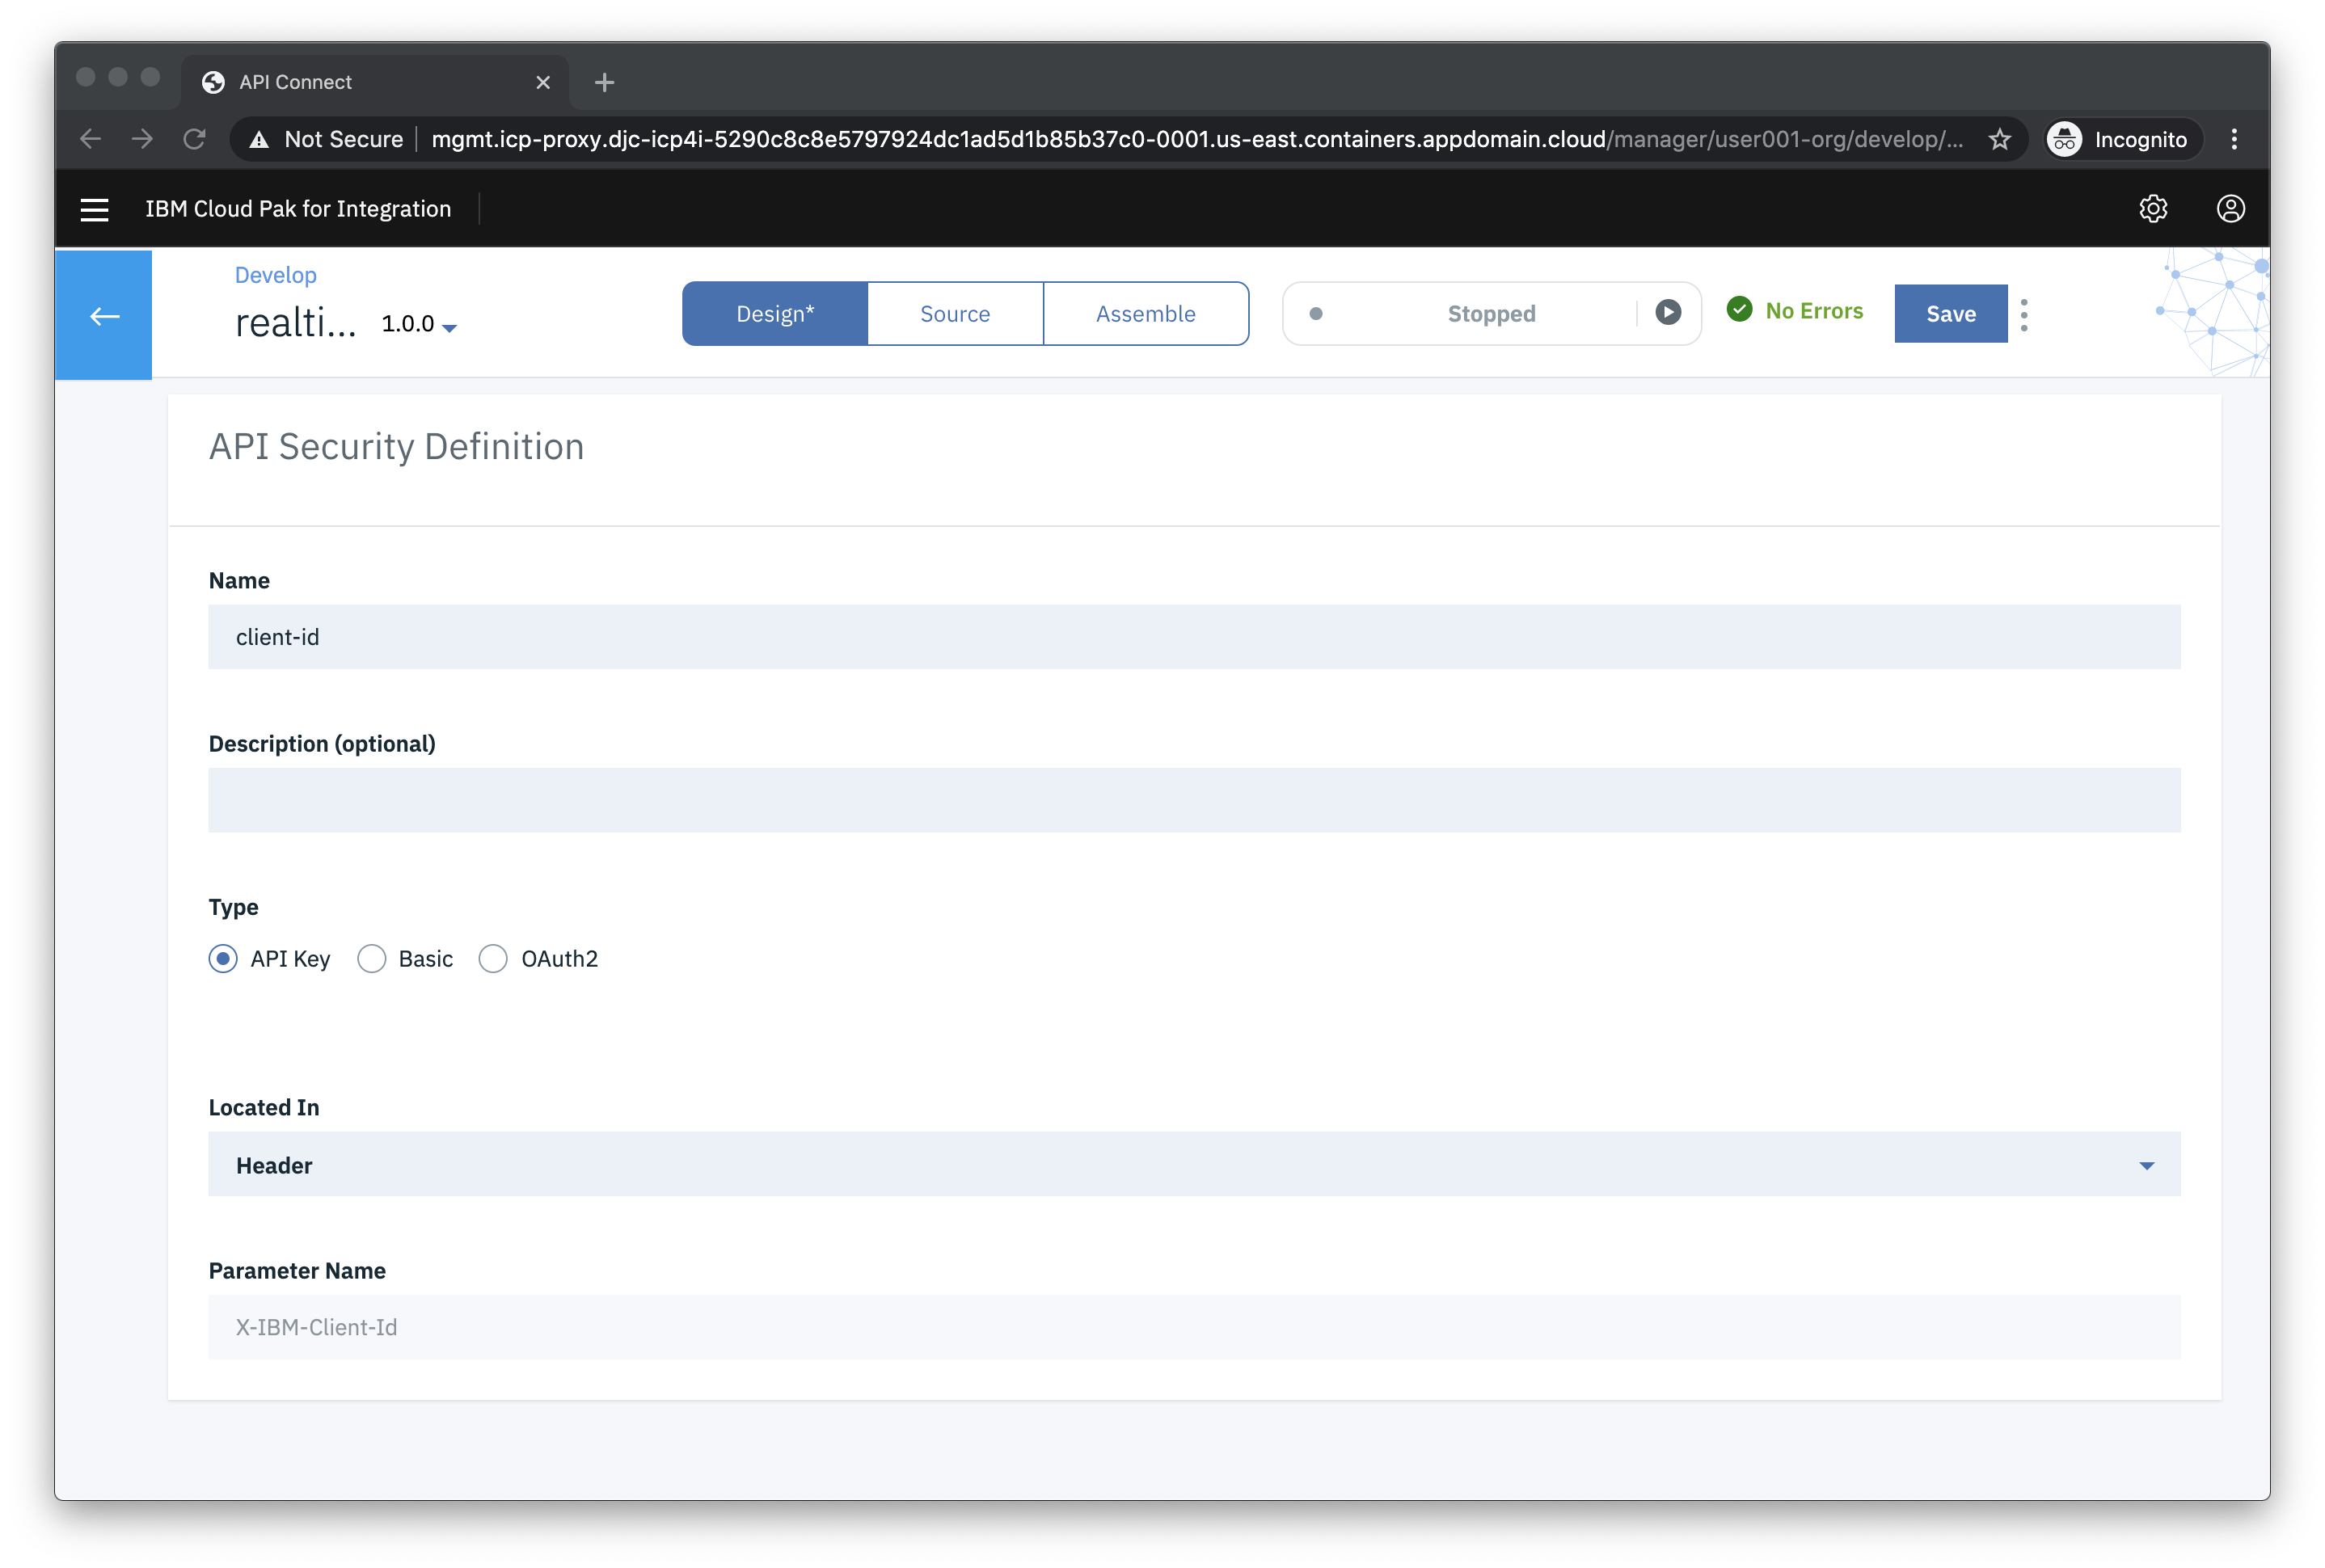 API Connect
Not Secure mgmt.icp-proxy.djc-icp4i-5290c8c8e5797924dc1ad5d1b85b37c0-0001.us-east.containers.appdomain.cloud/manager/user001-org/develop/... Incognito
IBM Cloud Pak for Integration
Develop
realti... 1.0.0
Design* Source Assemble
Stopped
No Errors
Save
API Security Definition
Name
client-id
Description (optional)
Type
API Key Basic OAuth2
Located In
Header
Parameter Name
X-IBM-Client-Id